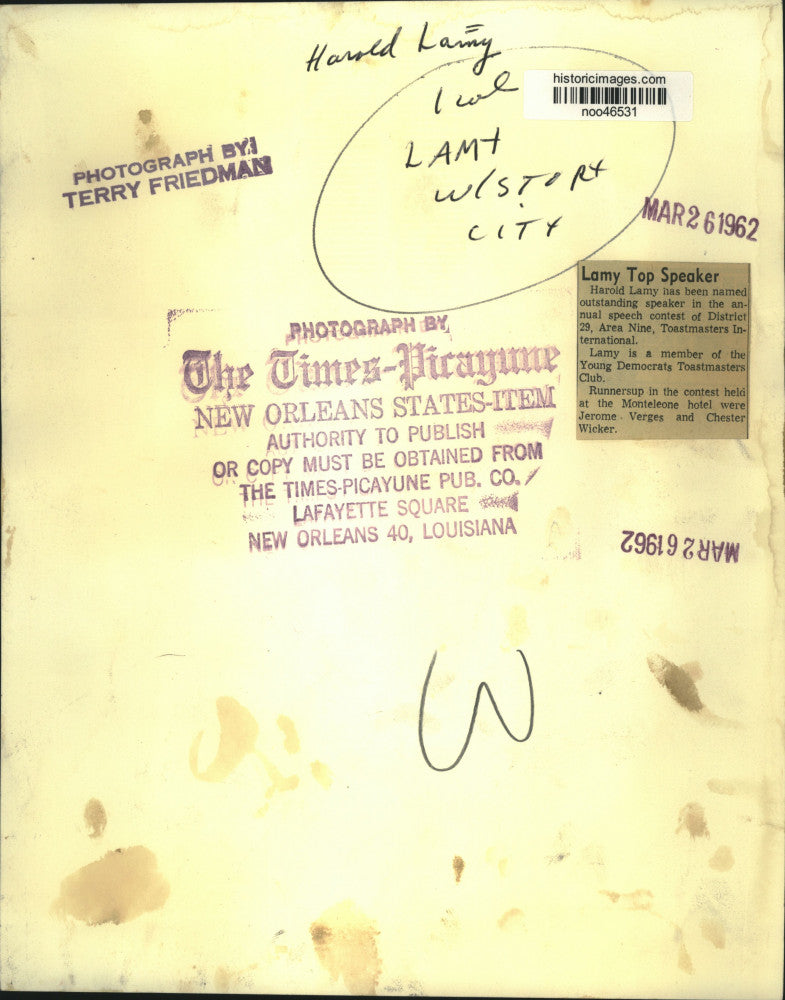 Harold Lamy
historicimages.com
noo46531
1 col
LAMY
W/STORY
CITY
PHOTOGRAPH BY:
TERRY FRIEDMAN
MAR 26 1962
Lamy Top Speaker
Harold Lamy has been named
outstanding speaker in the an-
nual speech contest of District
29, Area Nine, Toastmasters In-
ternational.
Lamy is a member of the
Young Democrats Toastmasters
Club.
Runnersup in the contest held
at the Monteleone hotel were
Jerome Verges and Chester
Wicker.
PHOTOGRAPH BY
The Times-Picayune
NEW ORLEANS STATES-ITEM
AUTHORITY TO PUBLISH
OR COPY MUST BE OBTAINED FROM
THE TIMES-PICAYUNE PUB. CO.
LAFAYETTE SQUARE
NEW ORLEANS 40, LOUISIANA
MAR 26 1962